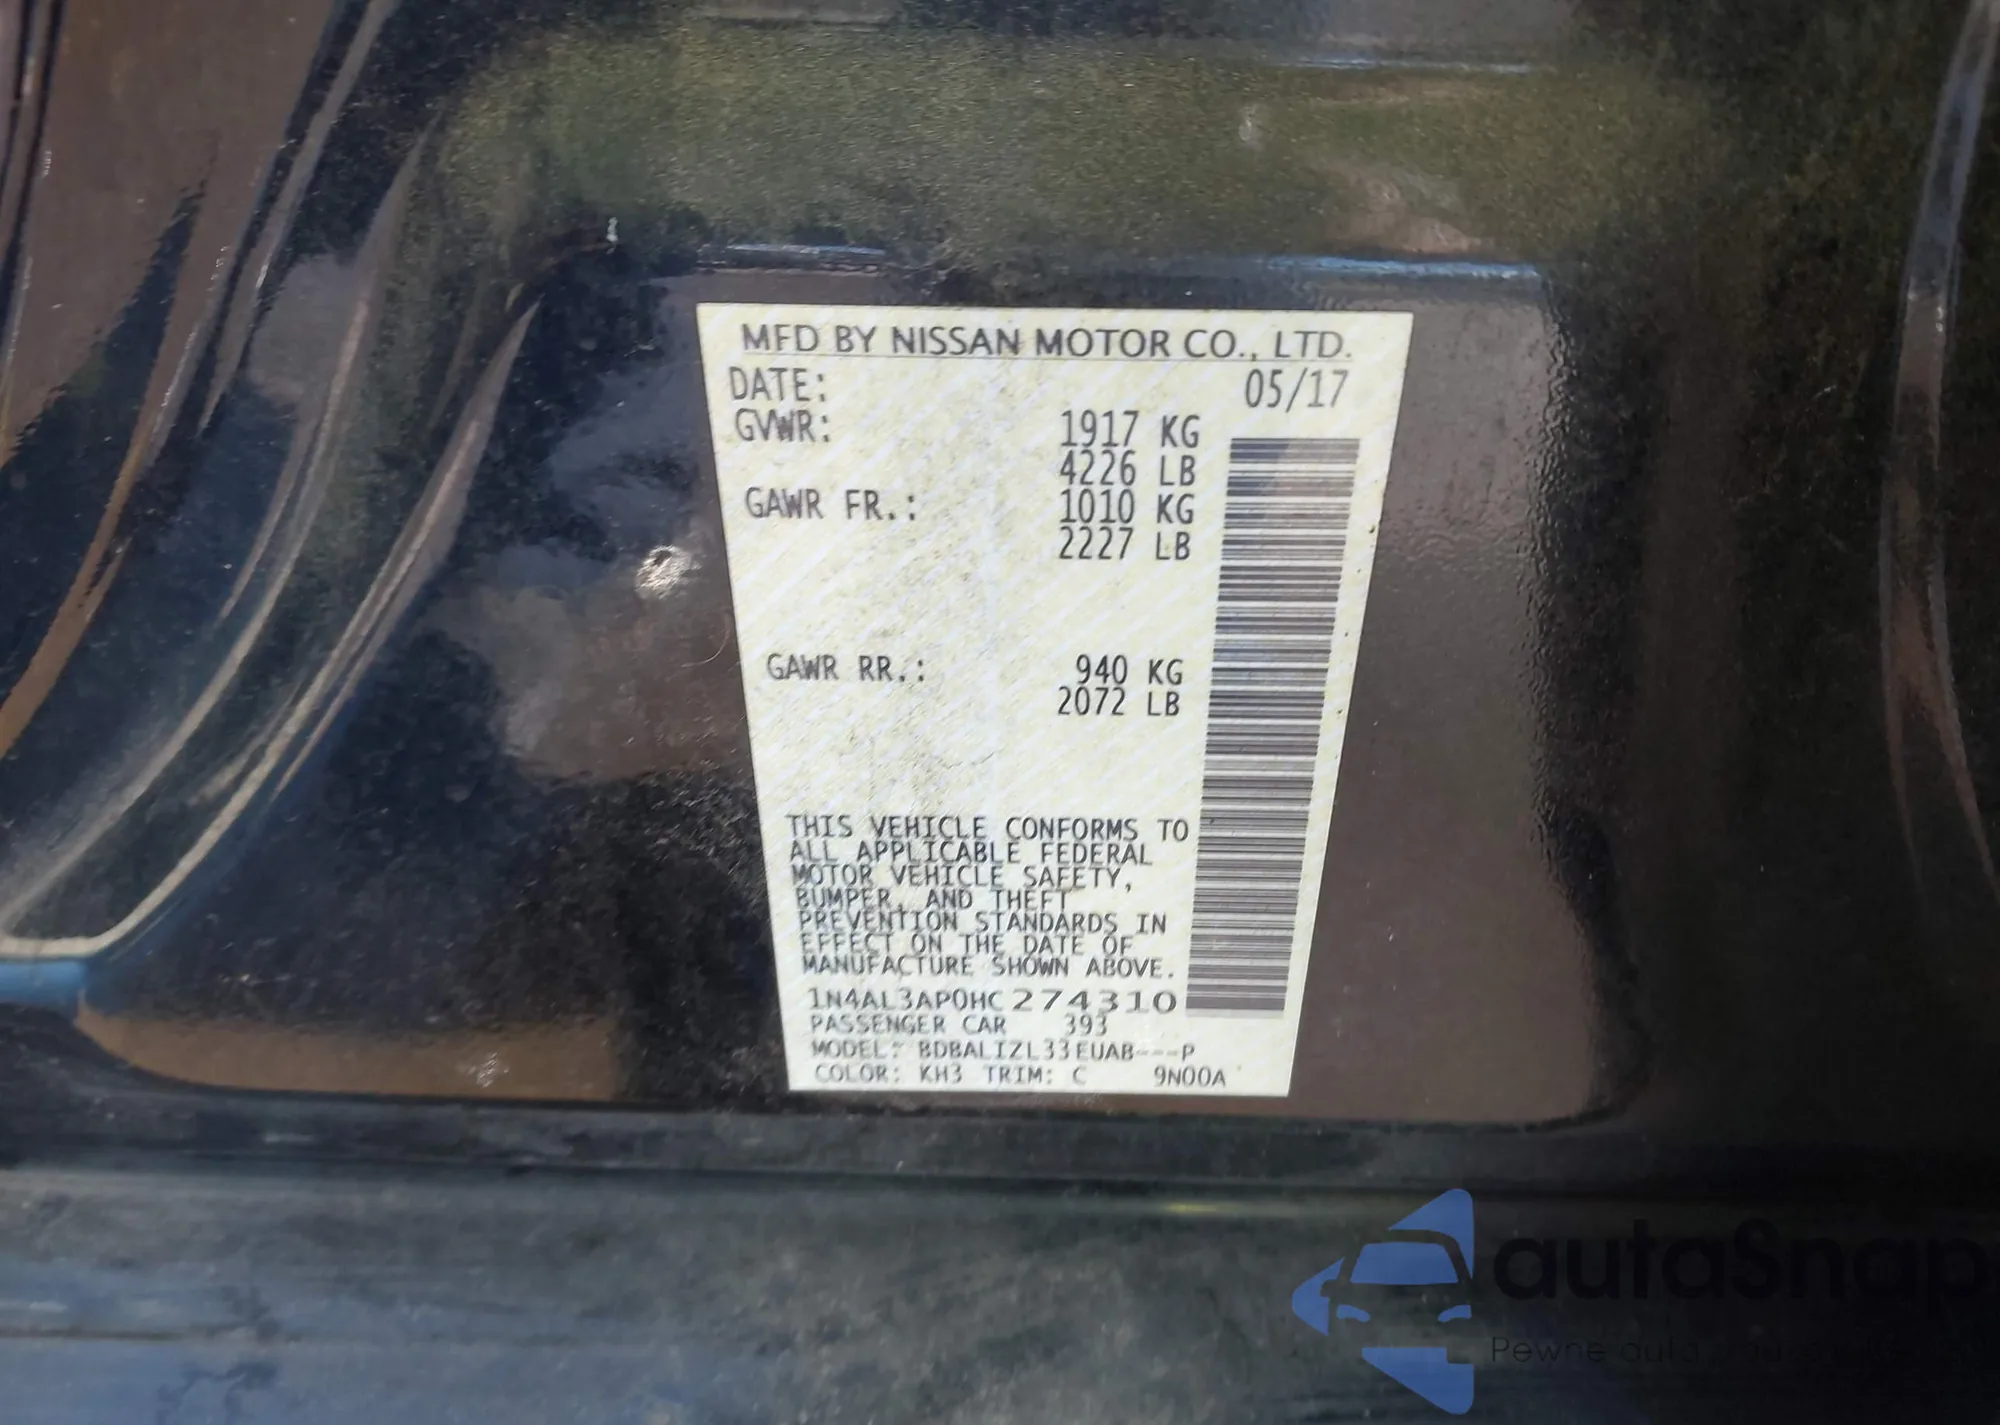 MFD BY NISSAN MOTOR CO., LTD.
DATE: 05/17
GVWR: 1917 KG
4226 LB
GAWR FR.: 1010 KG
2227 LB
GAWR RR.: 940 KG
2072 LB
THIS VEHICLE CONFORMS TO
ALL APPLICABLE FEDERAL
MOTOR VEHICLE SAFETY,
BUMPER, AND THEFT
PREVENTION STANDARDS IN
EFFECT ON THE DATE OF
MANUFACTURE SHOWN ABOVE.
1N4AL3AP0HC274310
PASSENGER CAR 393
MODEL: BDBALIZL33EUAB---P
COLOR: KH3 TRIM: C 9N00A
autaSnap
Pewne auta